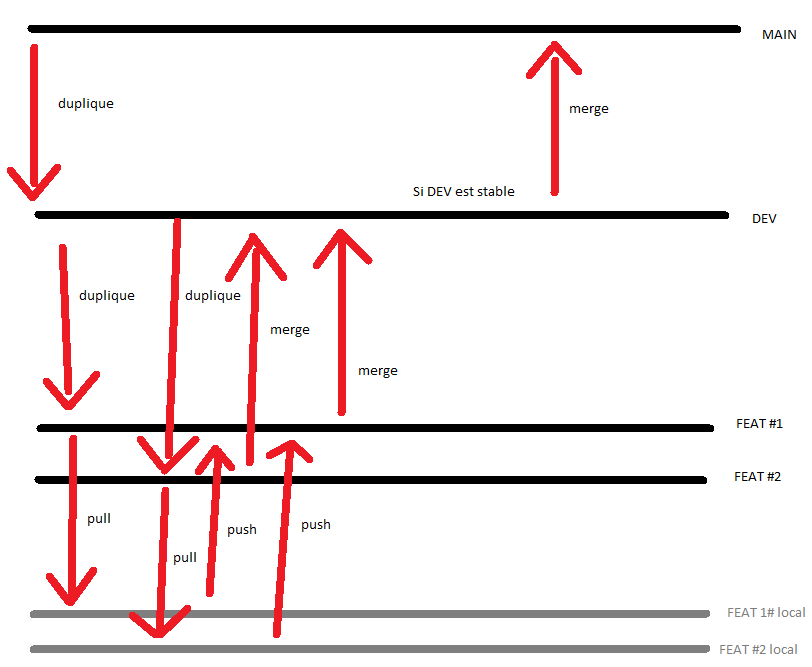 MAIN
duplique
merge
Si DEV est stable
DEV
duplique
duplique
merge
merge
FEAT #1
FEAT #2
pull
push
push
pull
FEAT 1# local
FEAT #2 local